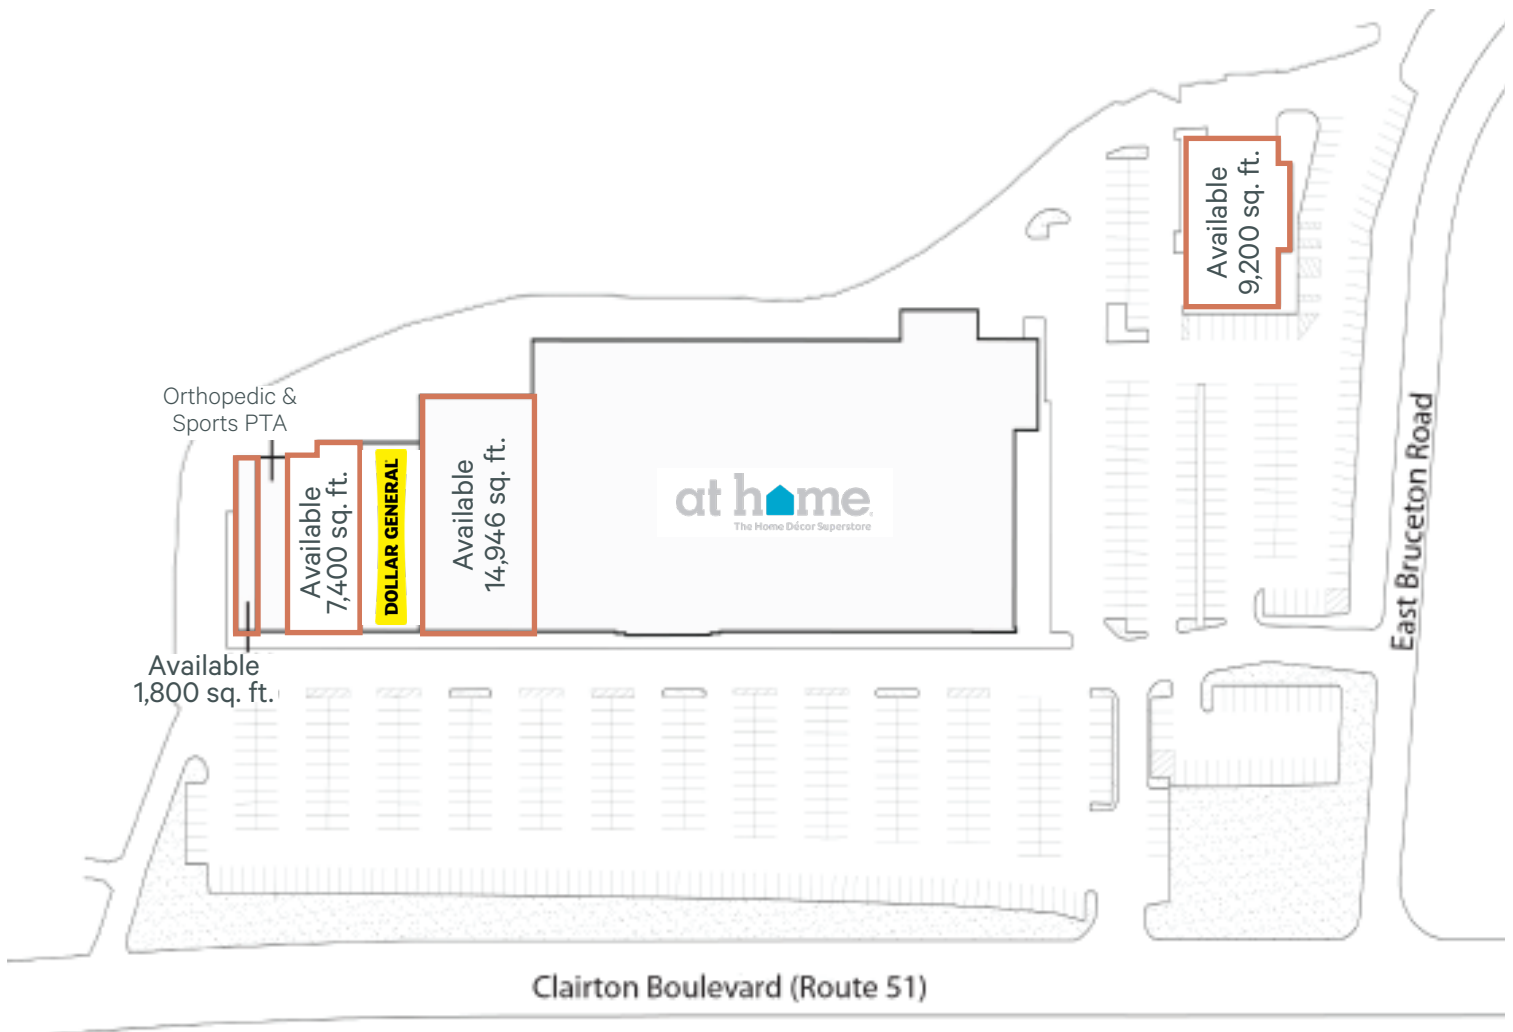 Available
9,200 sq. ft.
Orthopedic &
Sports PTA
Available
7,400 sq. ft.
DOLLAR GENERAL
Available
14,946 sq. ft.
at home
The Home Décor Superstore
East Bruceton Road
Available
1,800 sq. ft.
Clairton Boulevard (Route 51)